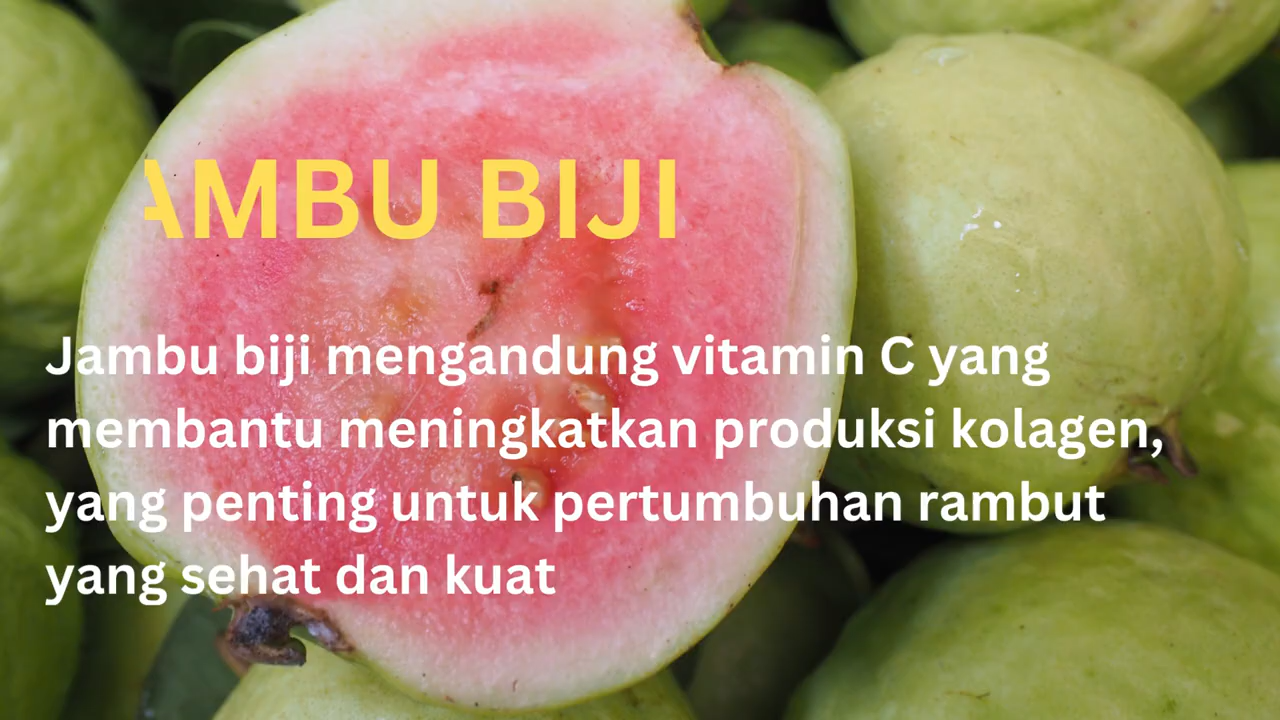 AMBU BIJI
Jambu biji mengandung vitamin C yang
membantu meningkatkan produksi kolagen,
yang penting untuk pertumbuhan rambut
yang sehat dan kuat